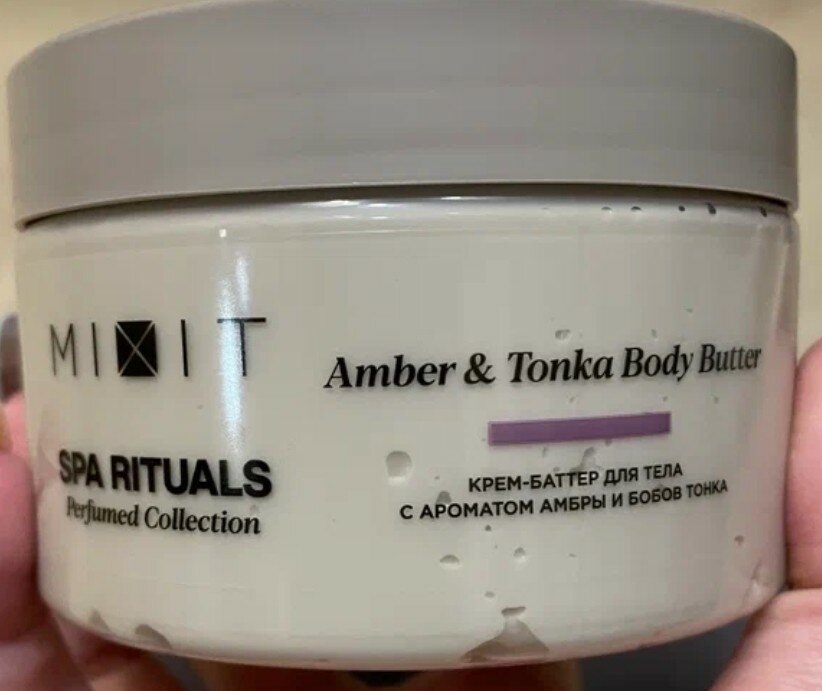 MIXIT
SPA RITUALS
Perfumed Collection
Amber & Tonka Body Butter
КРЕМ-БАТТЕР ДЛЯ ТЕЛА
С АРОМАТОМ АМБРЫ И БОБОВ ТОНКА